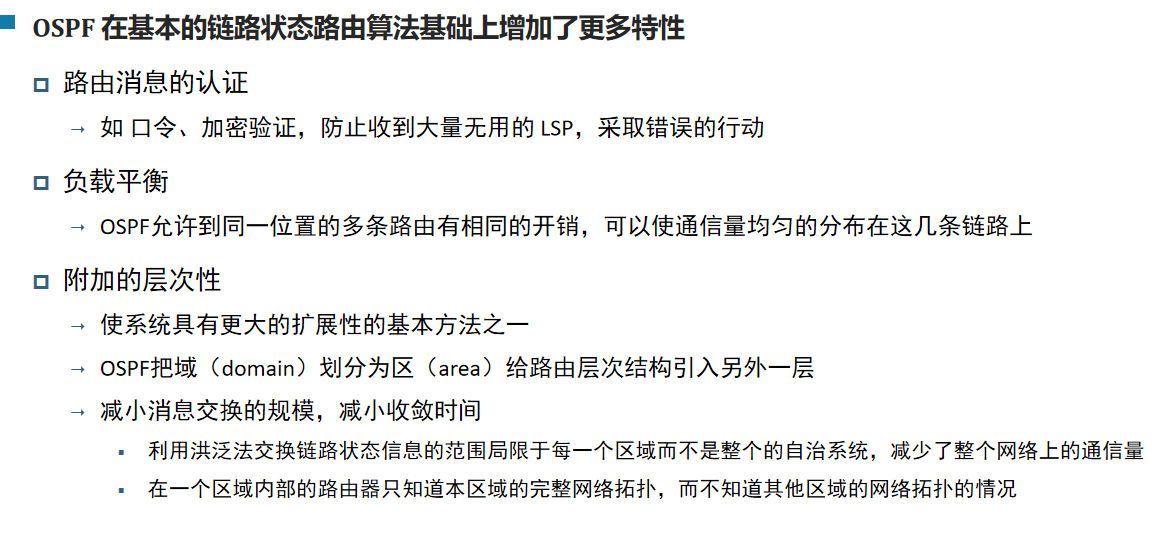 OSPF 在基本的链路状态路由算法基础上增加了更多特性
路由消息的认证
→ 如 口令、加密验证，防止收到大量无用的 LSP，采取错误的行动
负载平衡
→ OSPF允许到同一位置的多条路由有相同的开销，可以使通信量均匀的分布在这几条链路上
附加的层次性
→ 使系统具有更大的扩展性的基本方法之一
→ OSPF把域（domain）划分为区（area）给路由层次结构引入另外一层
→ 减小消息交换的规模，减小收敛时间
▪ 利用洪泛法交换链路状态信息的范围局限于每一个区域而不是整个的自治系统，减少了整个网络上的通信量
▪ 在一个区域内部的路由器只知道本区域的完整网络拓扑，而不知道其他区域的网络拓扑的情况